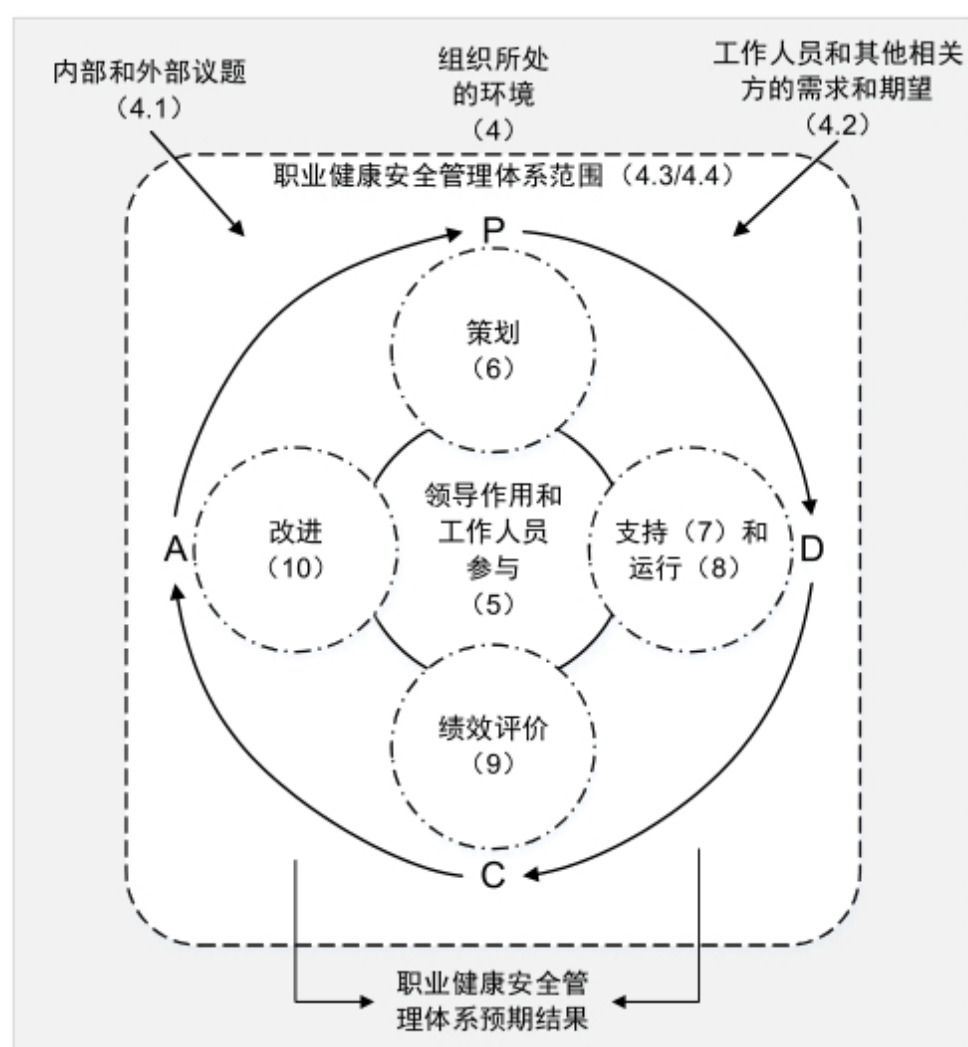 内部和外部议题
（4.1）
组织所处
的环境
（4）
工作人员和其他相关
方的需求和期望
（4.2）
职业健康安全管理体系范围（4.3/4.4）
P
策划
（6）
A
改进
（10）
领导作用和
工作人员
参与
（5）
支持（7）和
运行（8）
D
绩效评价
（9）
C
职业健康安全管
理体系预期结果